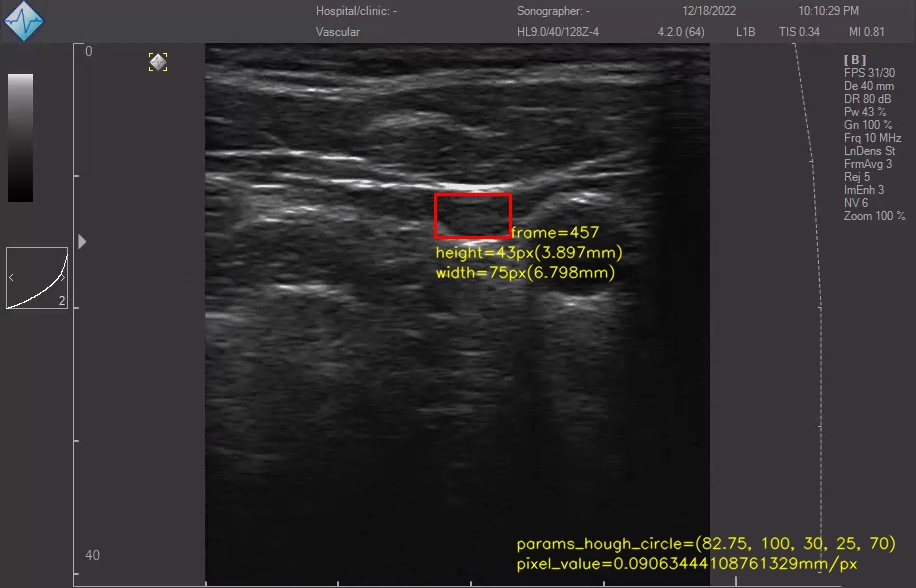 Hospital/clinic: - Sonographer: - 12/18/2022 10:10:29 PM
Vascular HL9.0/40/128Z-4 4.2.0 (64) L1B TIS 0.34 MI 0.81
0
[ B ]
FPS 31/30
De 40 mm
DR 80 dB
Pw 43 %
Gn 100 %
Frq 10 MHz
LnDens St
FrmAvg 3
Rej 5
ImEnh 3
NV 6
Zoom 100 %
frame=457
height=43px(3.897mm)
width=75px(6.798mm)
2
40
params_hough_circle=(82.75, 100, 30, 25, 70)
pixel_value=0.09063444108761329mm/px